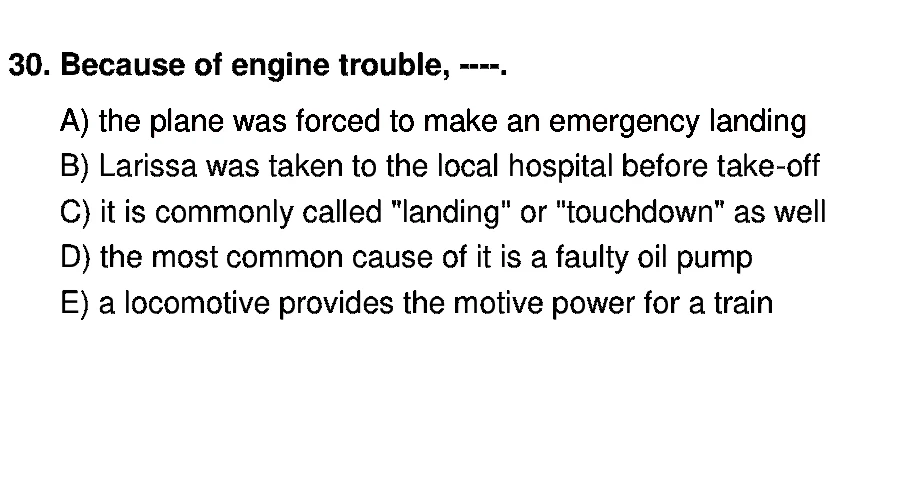 30. Because of engine trouble, ----.
A) the plane was forced to make an emergency landing
B) Larissa was taken to the local hospital before take-off
C) it is commonly called "landing" or "touchdown" as well
D) the most common cause of it is a faulty oil pump
E) a locomotive provides the motive power for a train